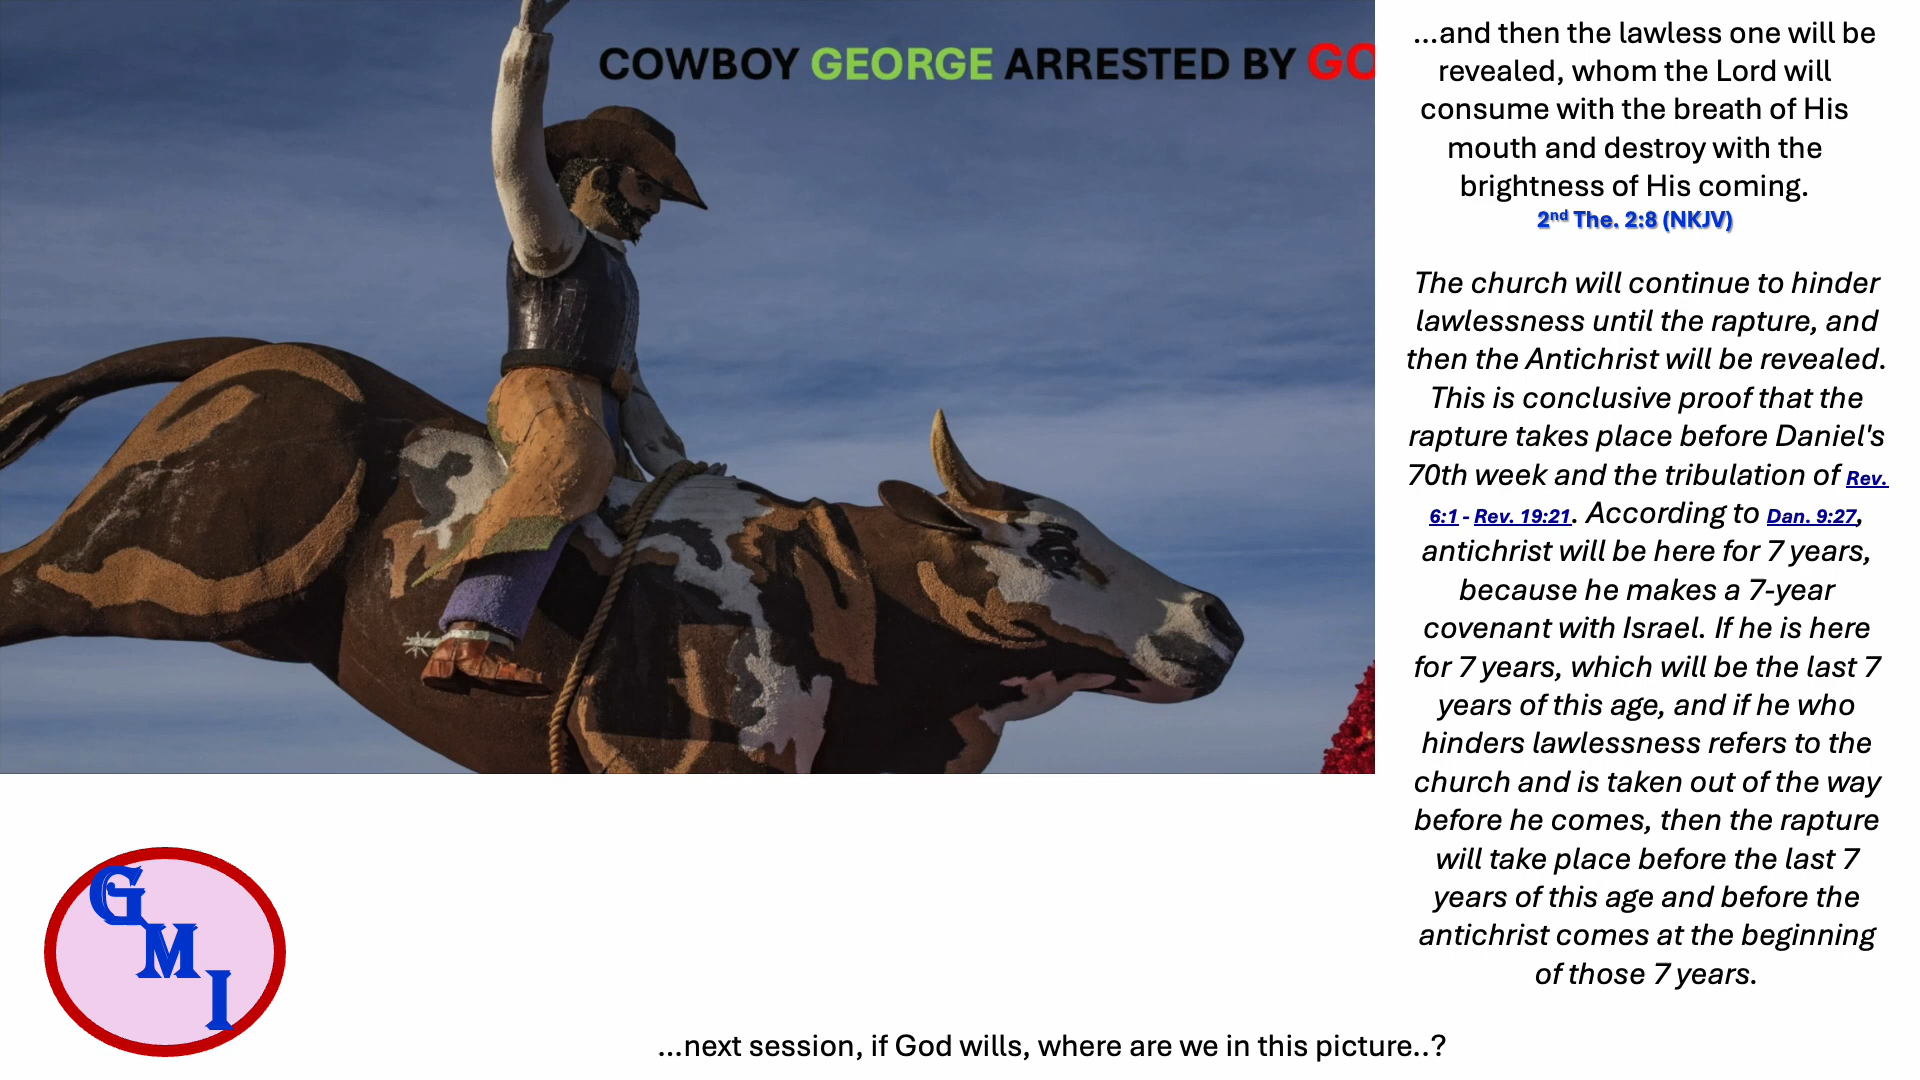 COWBOY GEORGE ARRESTED BY GO
...and then the lawless one will be
revealed, whom the Lord will
consume with the breath of His
mouth and destroy with the
brightness of His coming.
2nd The. 2:8 (NKJV)
The church will continue to hinder
lawlessness until the rapture, and
then the Antichrist will be revealed.
This is conclusive proof that the
rapture takes place before Daniel's
70th week and the tribulation of Rev.
6:1 - Rev. 19:21. According to Dan. 9:27,
antichrist will be here for 7 years,
because he makes a 7-year
covenant with Israel. If he is here
for 7 years, which will be the last 7
years of this age, and if he who
hinders lawlessness refers to the
church and is taken out of the way
before he comes, then the rapture
will take place before the last 7
years of this age and before the
antichrist comes at the beginning
of those 7 years.
G
M
I
...next session, if God wills, where are we in this picture..?